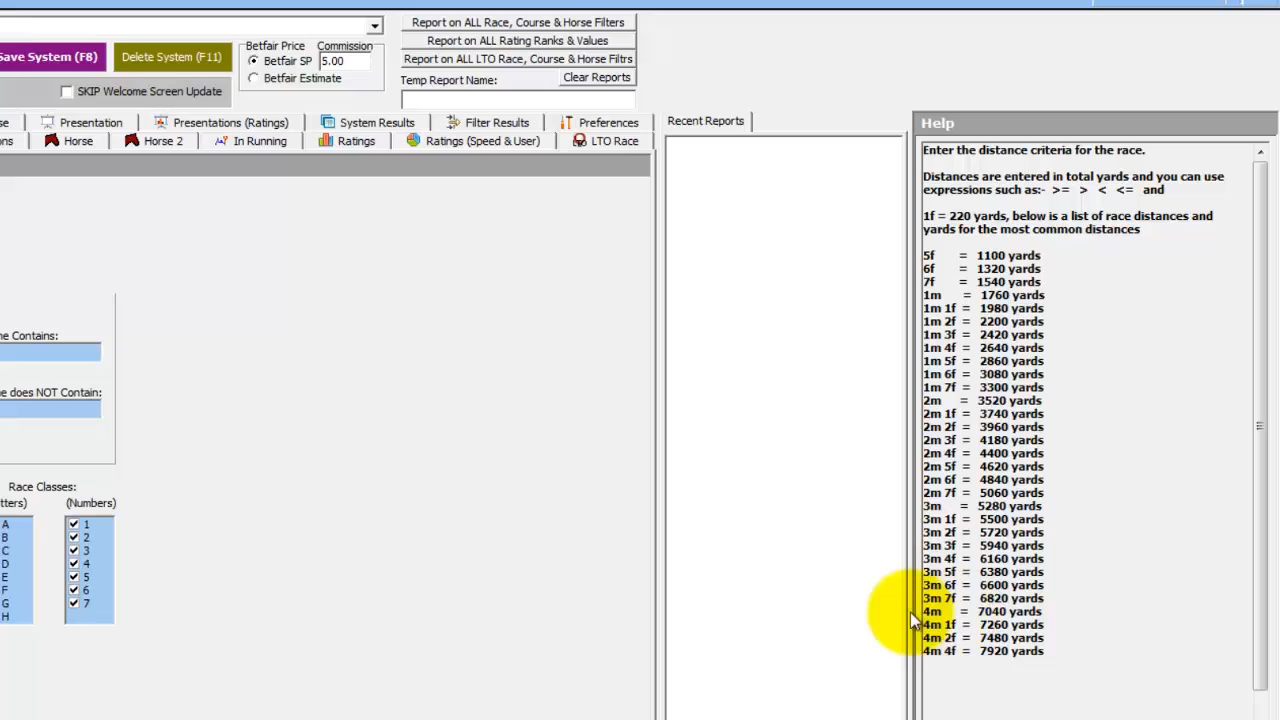 Report on ALL Race, Course & Horse Filters
Report on ALL Rating Ranks & Values
Report on ALL LTO Race, Course & Horse Filtrs
Save System (F8)
Delete System (F11)
Betfair Price
Commission
Betfair SP
5.00
Betfair Estimate
Temp Report Name:
Clear Reports
SKIP Welcome Screen Update
se
Presentation
Presentations (Ratings)
System Results
Filter Results
Preferences
ons
Horse
Horse 2
In Running
Ratings
Ratings (Speed & User)
LTO Race
Recent Reports
ne Contains:
ne does NOT Contain:
Race Classes:
tters)
(Numbers)
A
B
C
D
E
F
G
H
1
2
3
4
5
6
7
Help
Enter the distance criteria for the race.
Distances are entered in total yards and you can use
expressions such as:- >= > < <= and
1f = 220 yards, below is a list of race distances and
yards for the most common distances
5f = 1100 yards
6f = 1320 yards
7f = 1540 yards
1m = 1760 yards
1m 1f = 1980 yards
1m 2f = 2200 yards
1m 3f = 2420 yards
1m 4f = 2640 yards
1m 5f = 2860 yards
1m 6f = 3080 yards
1m 7f = 3300 yards
2m = 3520 yards
2m 1f = 3740 yards
2m 2f = 3960 yards
2m 3f = 4180 yards
2m 4f = 4400 yards
2m 5f = 4620 yards
2m 6f = 4840 yards
2m 7f = 5060 yards
3m = 5280 yards
3m 1f = 5500 yards
3m 2f = 5720 yards
3m 3f = 5940 yards
3m 4f = 6160 yards
3m 5f = 6380 yards
3m 6f = 6600 yards
3m 7f = 6820 yards
4m = 7040 yards
4m 1f = 7260 yards
4m 2f = 7480 yards
4m 4f = 7920 yards